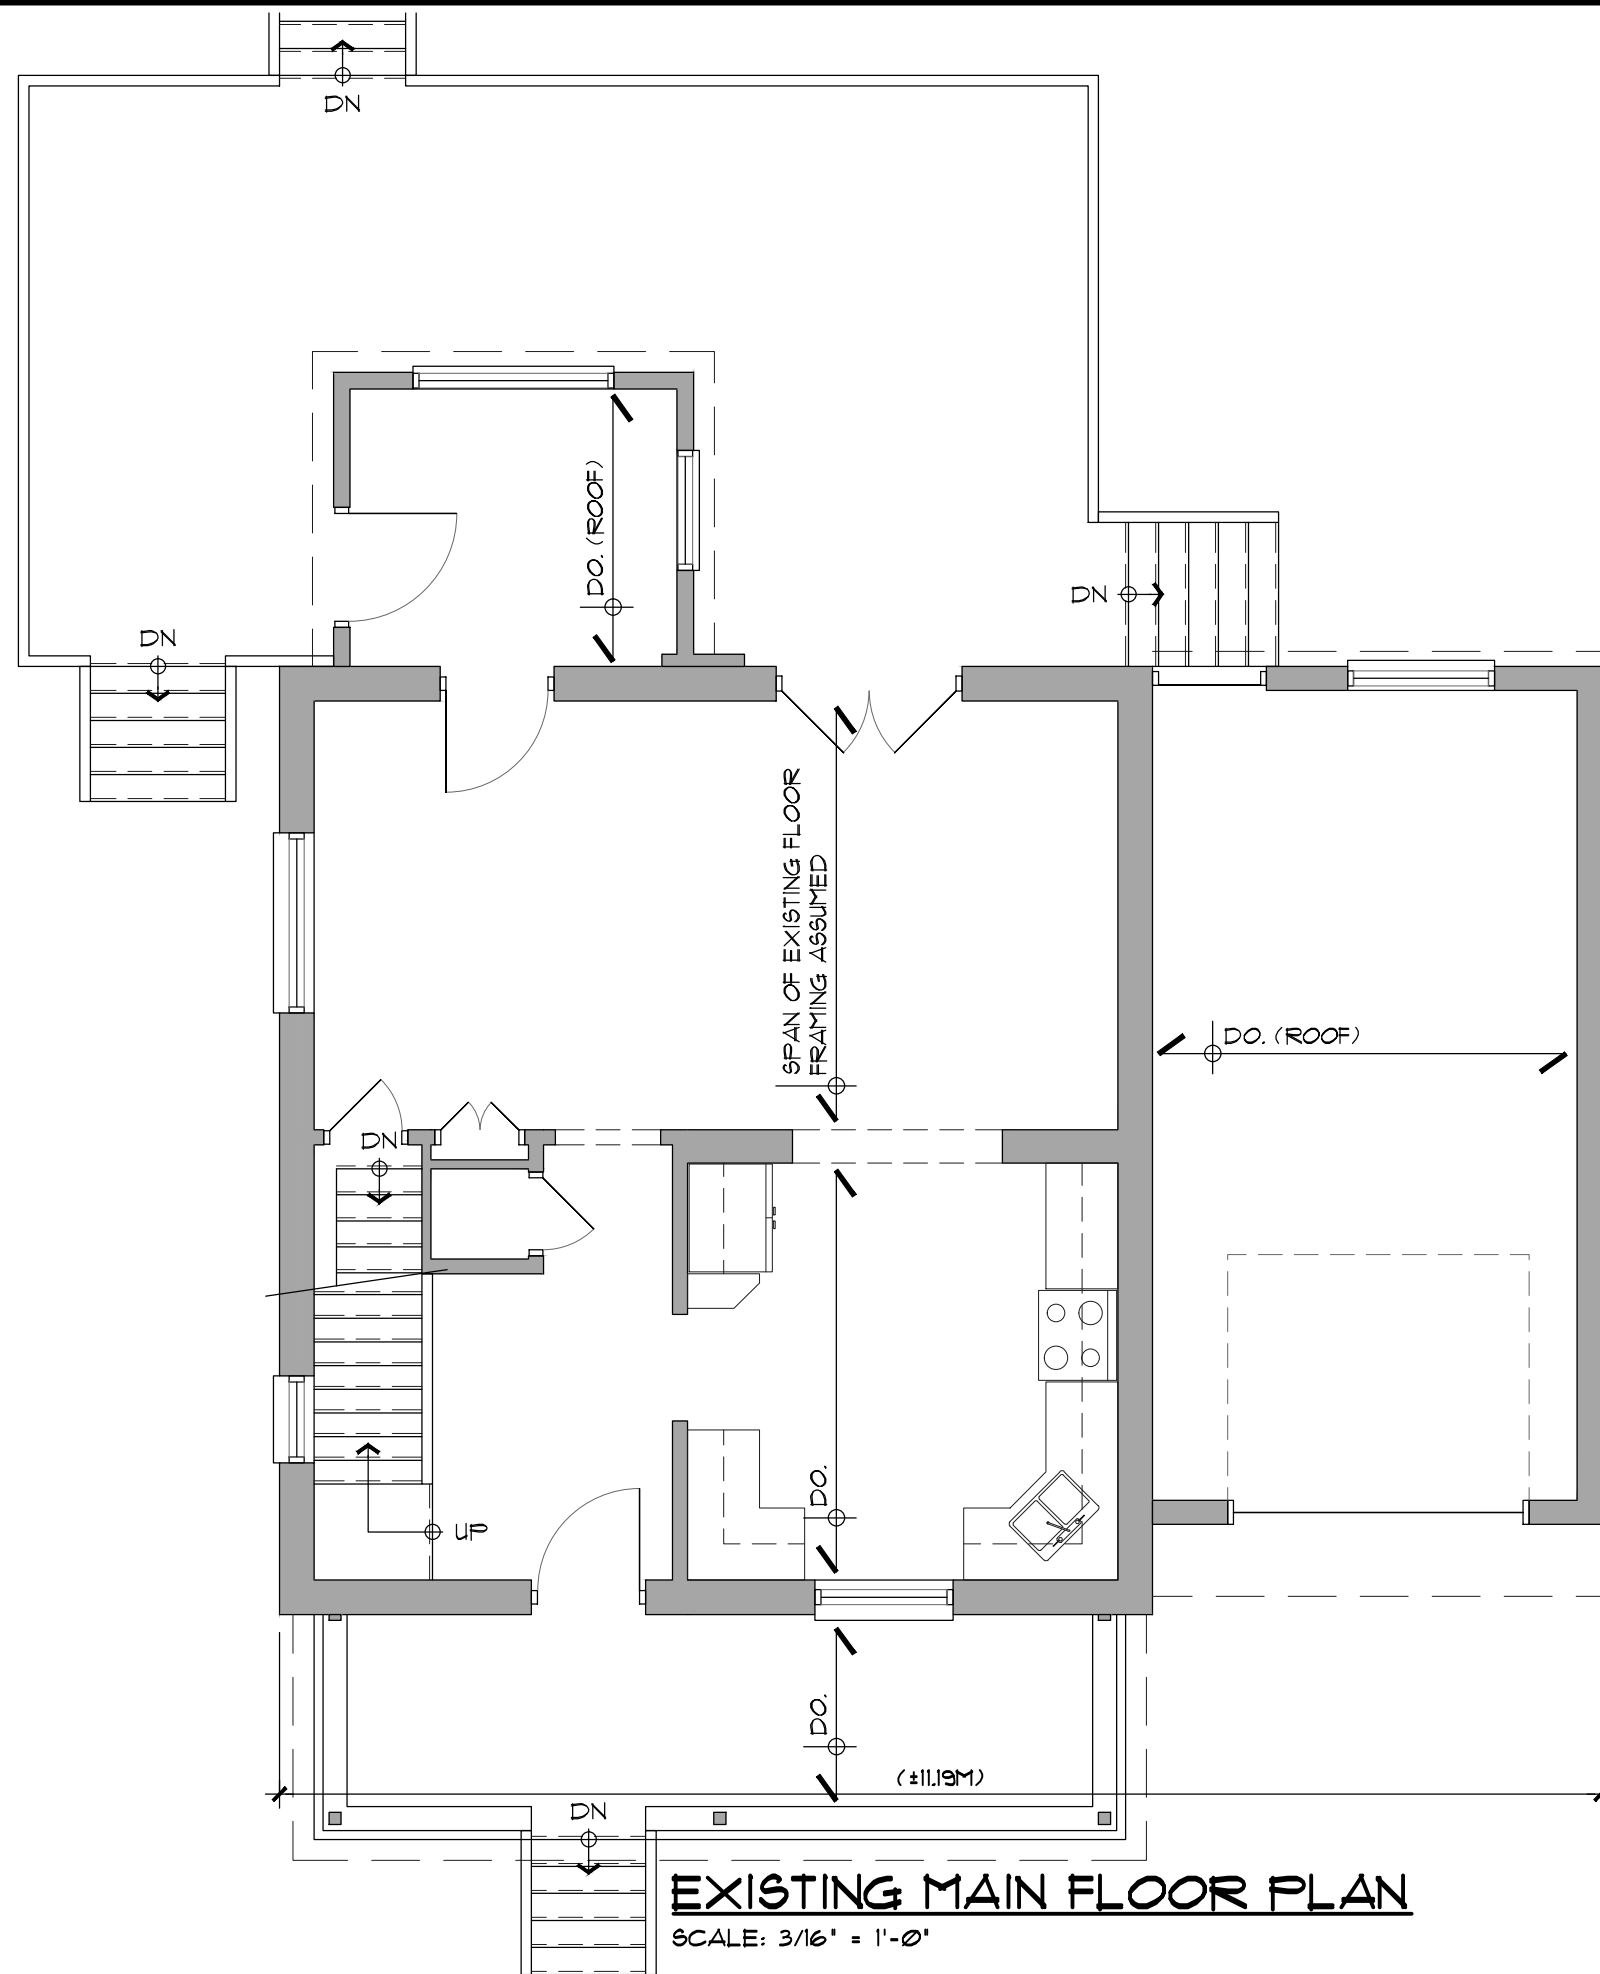 DN
DO. (ROOF)
DN
DN
SPAN OF EXISTING FLOOR
FRAMING ASSUMED
DO. (ROOF)
DN
DO.
UP
DO.
(±11.19M)
DN
EXISTING MAIN FLOOR PLAN
SCALE: 3/16" = 1'-0"